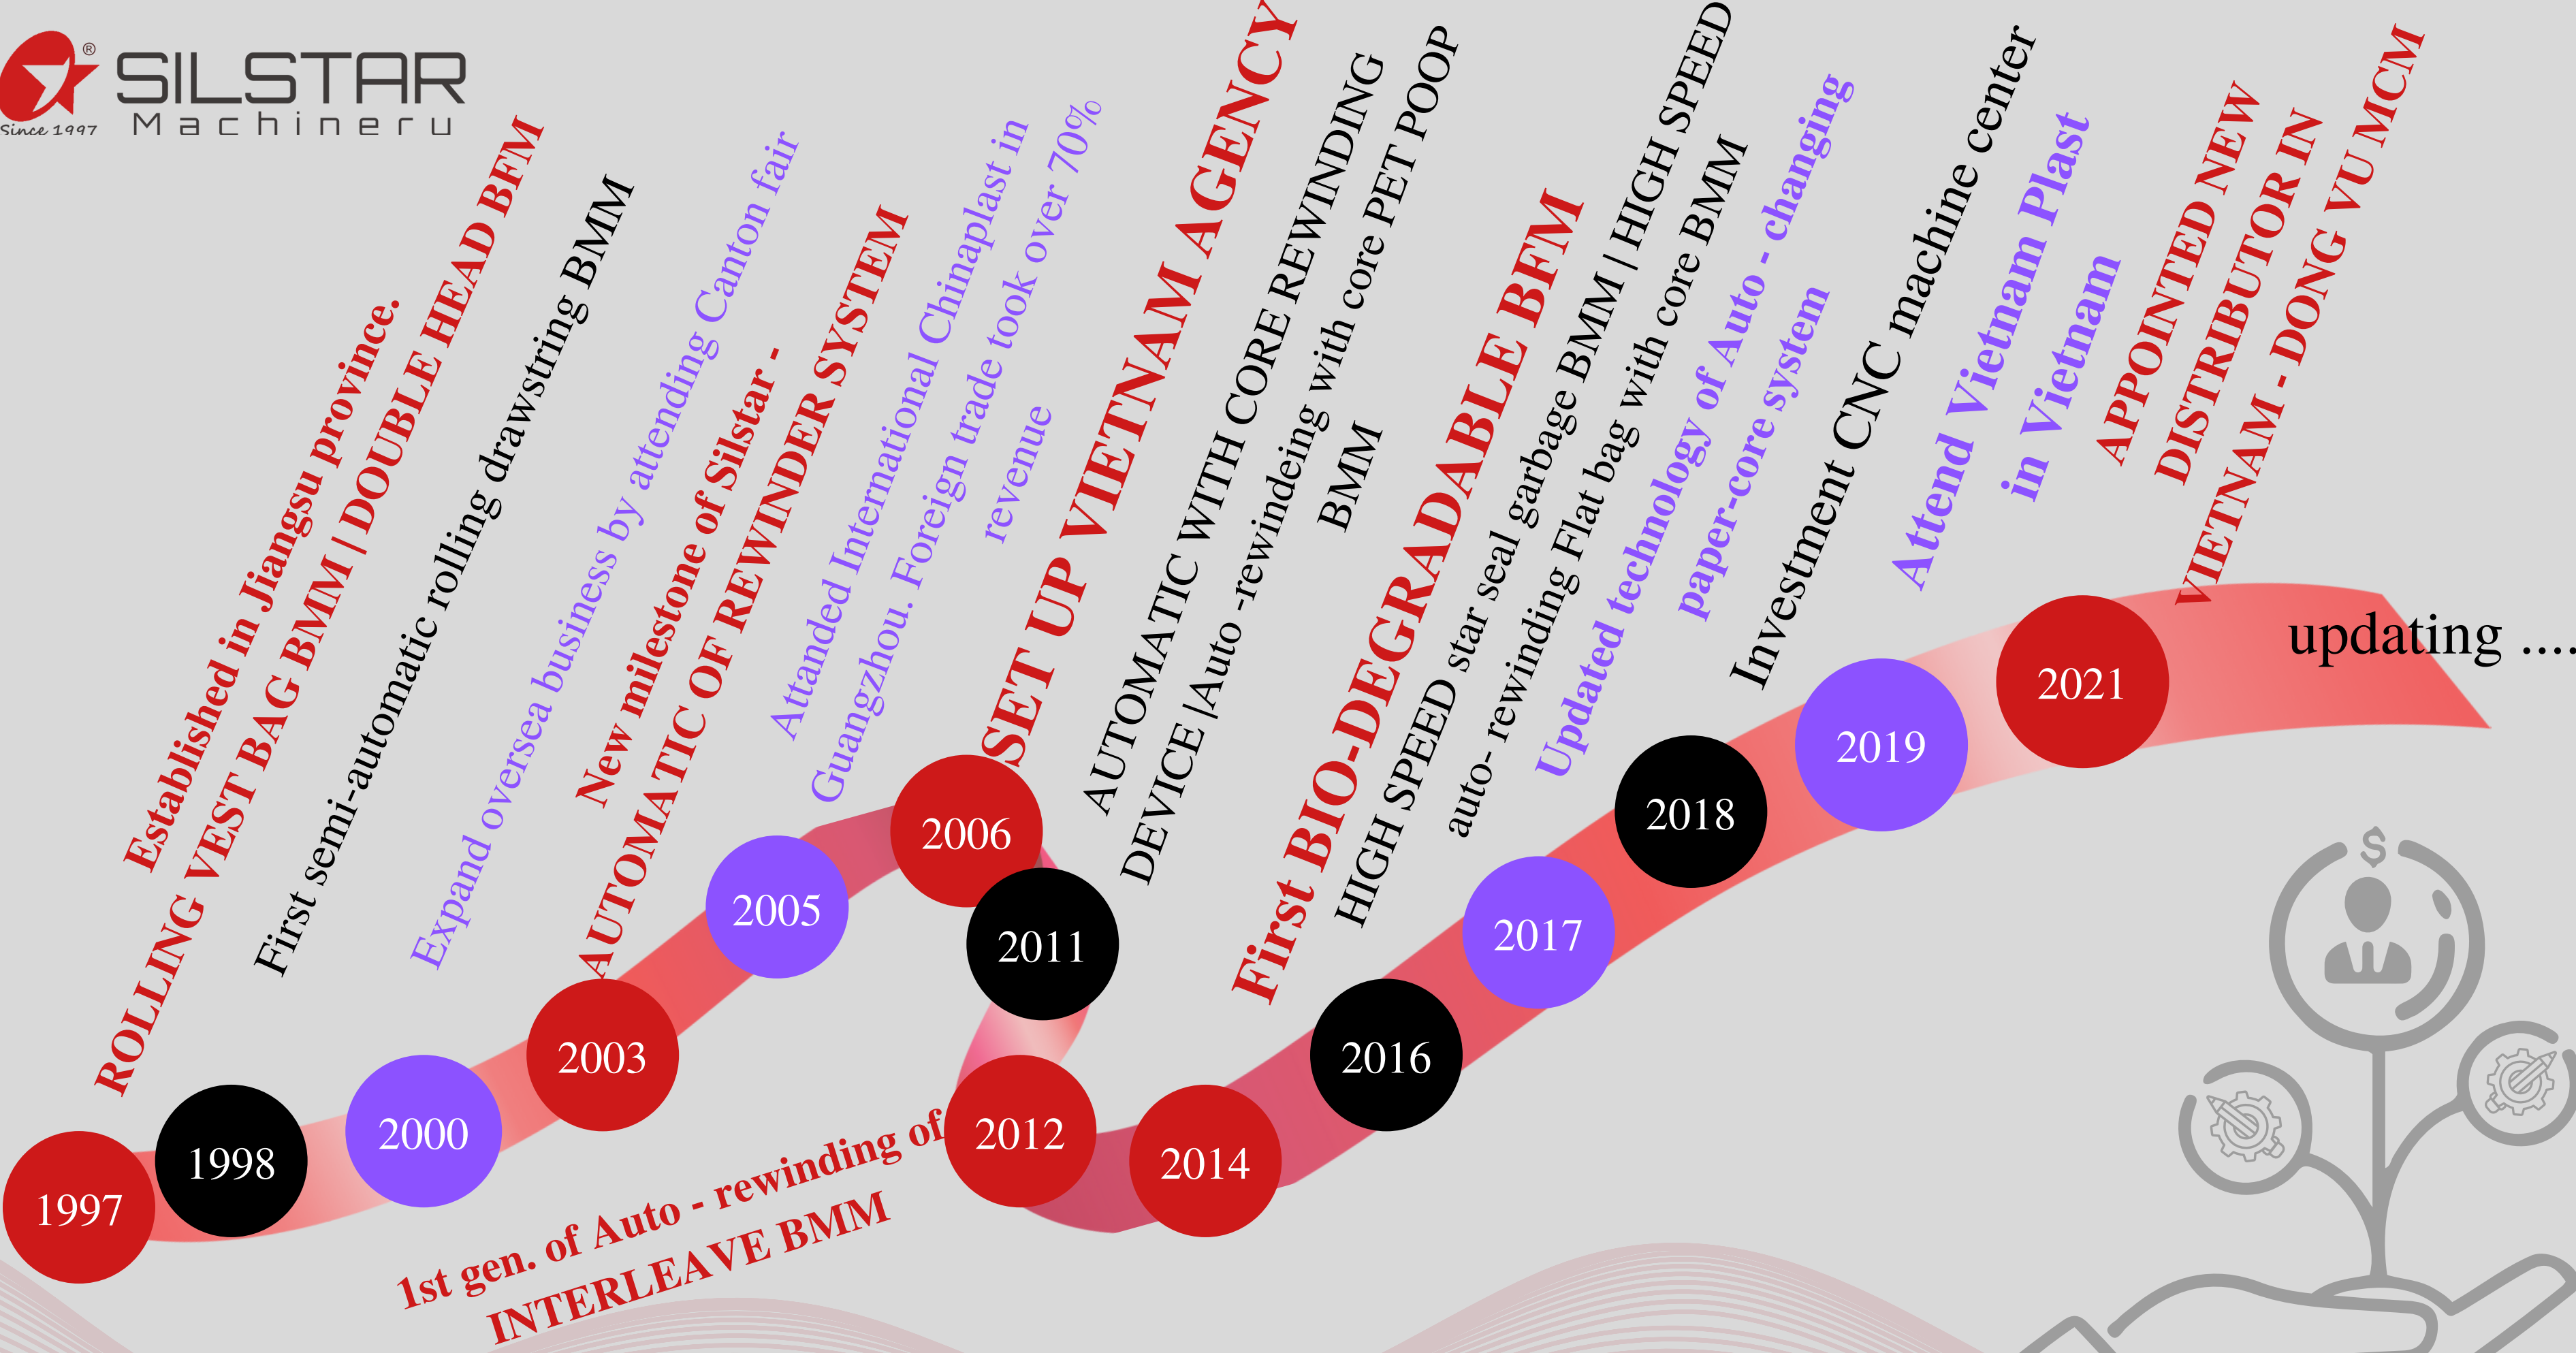 ®
SILSTAR
Machinery
Since 1997
Established in Jiangsu province.
ROLLING VEST BAG BMM | DOUBLE HEAD BFM
1997
First semi-automatic rolling drawstring BMM
1998
Expand oversea business by attending Canton fair
2000
New milestone of Silstar -
AUTOMATIC OF REWINDER SYSTEM
2003
Attanded International Chinaplast in
Guangzhou. Foreign trade took over 70%
revenue
2005
SET UP VIETNAM AGENCY
2006
AUTOMATIC WITH CORE REWINDING
DEVICE |Auto -rewindeing with core PET POOP
BMM
2011
1st gen. of Auto - rewinding of
INTERLEAVE BMM
2012
First BIO-DEGRADABLE BFM
2014
HIGH SPEED star seal garbage BMM | HIGH SPEED
auto- rewinding Flat bag with core BMM
2016
Updated technology of Auto - changing
paper-core system
2017
Investment CNC machine center
2018
Attend Vietnam Plast
in Vietnam
2019
APPOINTED NEW
DISTRIBUTOR IN
VIETNAM - DONG VU MCM
2021
updating ....
$